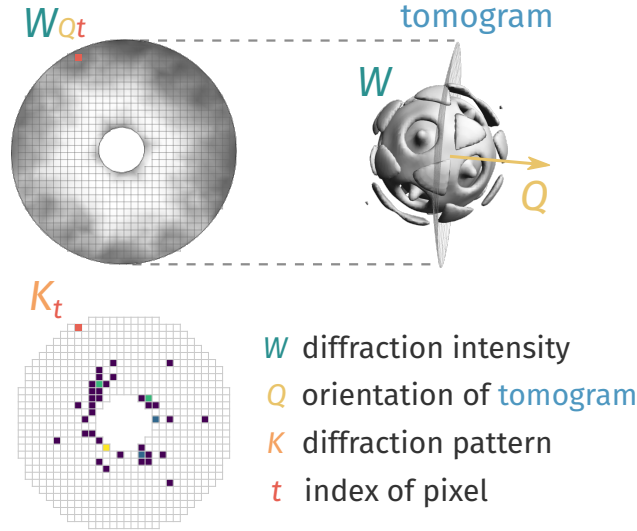 W_Qt
tomogram
W
Q
K_t
W diffraction intensity
Q orientation of tomogram
K diffraction pattern
t index of pixel